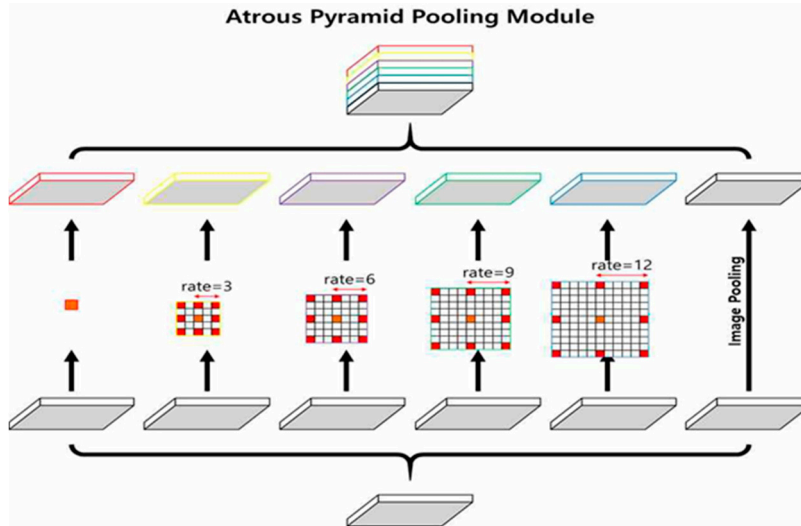 Atrous Pyramid Pooling Module
rate=3
rate=6
rate=9
rate=12
Image Pooling